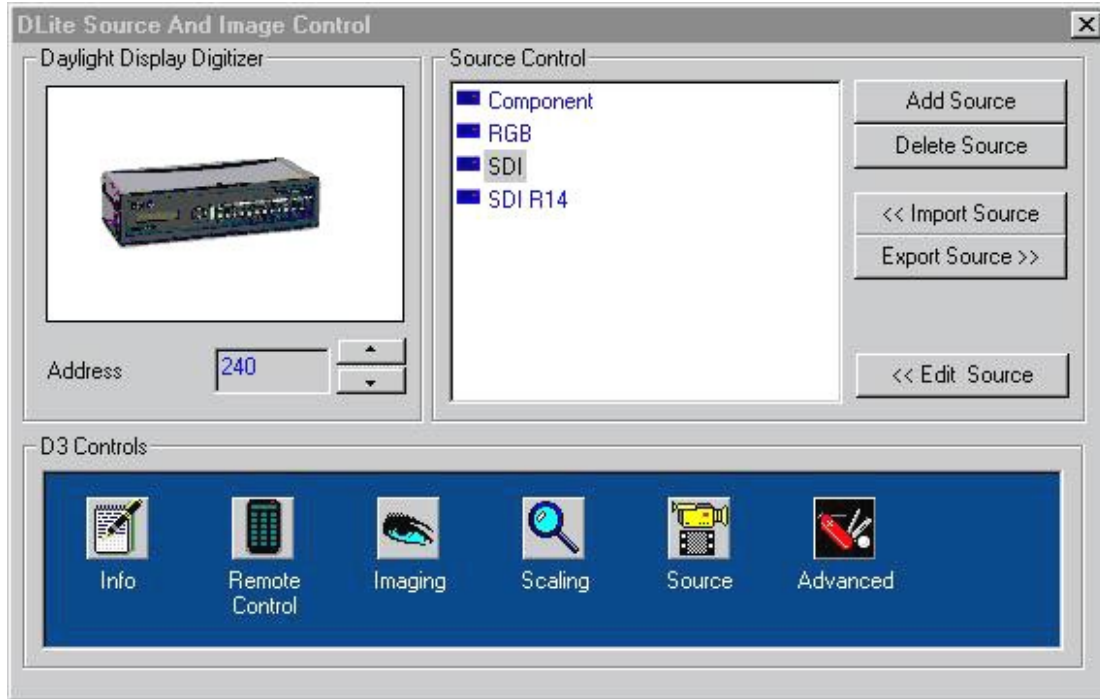 DLite Source And Image Control
Daylight Display Digitizer
Address
240
Source Control
Component
RGB
SDI
SDI R14
Add Source
Delete Source
<< Import Source
Export Source >>
<< Edit Source
D3 Controls
Info
Remote
Control
Imaging
Scaling
Source
Advanced